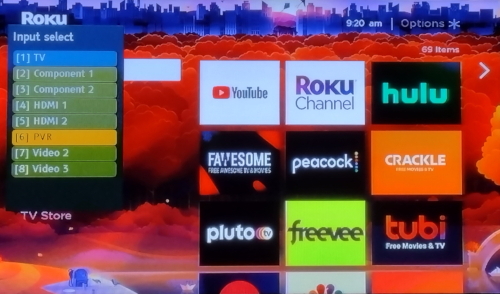 Roku
9:20 am | Options
Input select
69 Items
[1] TV
[2] Component 1
[3] Component 2
[4] HDMI 1
[5] HDMI 2
[6] PVR
[7] Video 2
[8] Video 3
YouTube
Roku
Channel
hulu
FAWESOME
FREE AWESOME TV & MOVIES
peacock
CRACKLE
FREE MOVIES & TV
TV Store
pluto tv
freevee
tubi
Free Movies & TV